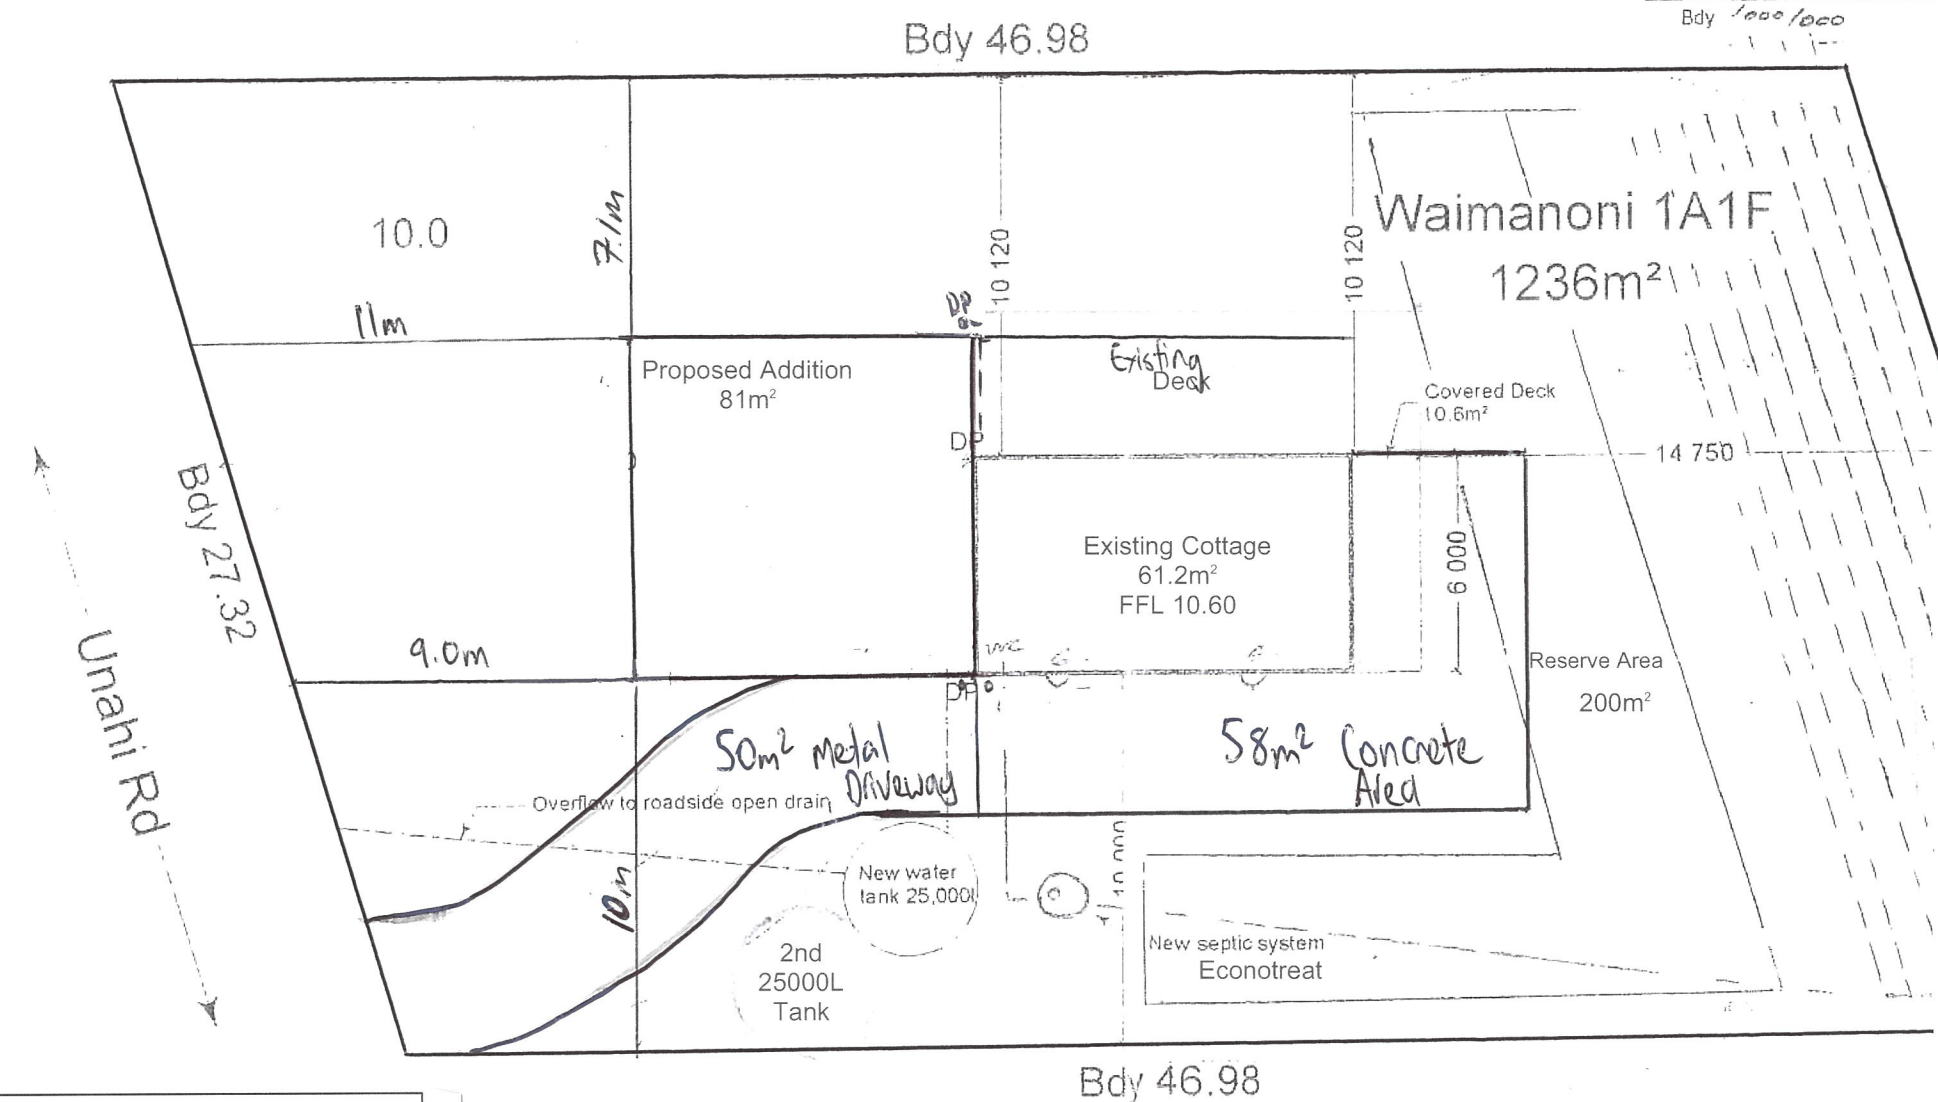 Bdy 46.98
Bdy 1000/000
10.0
7.1m
11m
10 120
10 120
Waimanoni 1A1F
1236m²
DP
Existing
Deck
Proposed Addition
81m²
Covered Deck
10.6m²
DP
14 750
Bdy 27.32
Unahi Rd
Existing Cottage
61.2m²
FFL 10.60
6 000
9.0m
WC
Reserve Area
200m²
DP
50m² Metal
Driveway
58m² Concrete
Area
Overflow to roadside open drain
10m
New water
tank 25,000l
10 000
2nd
25000L
Tank
New septic system
Econotreat
Bdy 46.98